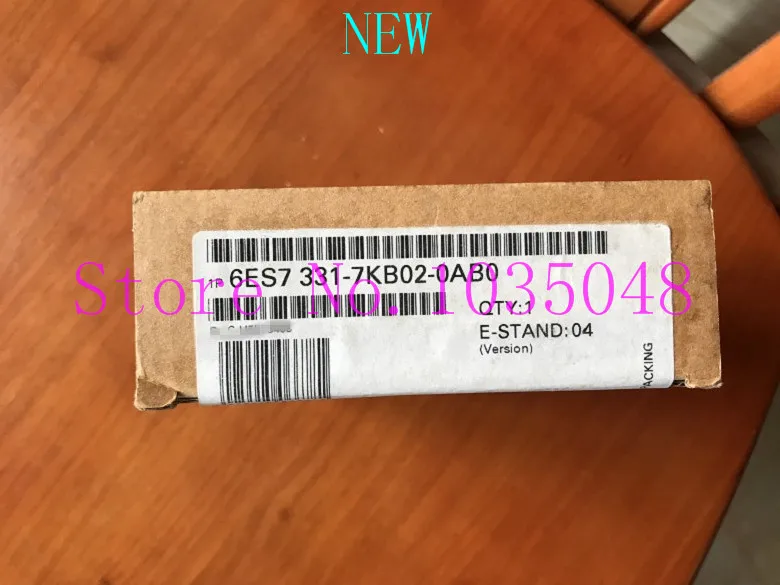 NEW
1P 6ES7 331-7KB02-0AB0
Store No. 1035048
QTY:1
E-STAND: 04
(Version)
PACKING